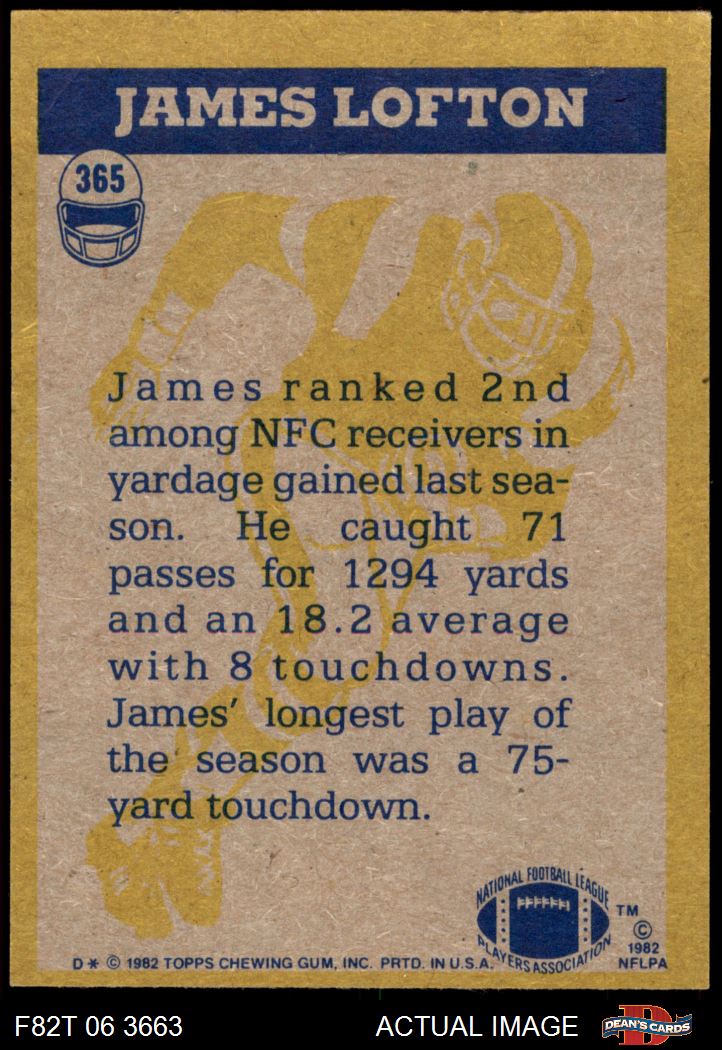 JAMES LOFTON
365
James ranked 2nd
among NFC receivers in
yardage gained last sea-
son. He caught 71
passes for 1294 yards
and an 18.2 average
with 8 touchdowns.
James' longest play of
the season was a 75-
yard touchdown.
NATIONAL FOOTBALL LEAGUE
PLAYERS ASSOCIATION
TM
©
1982
NFLPA
D * © 1982 TOPPS CHEWING GUM, INC. PRTD. IN U.S.A.
F82T 06 3663
ACTUAL IMAGE
D
DEAN'S CARDS